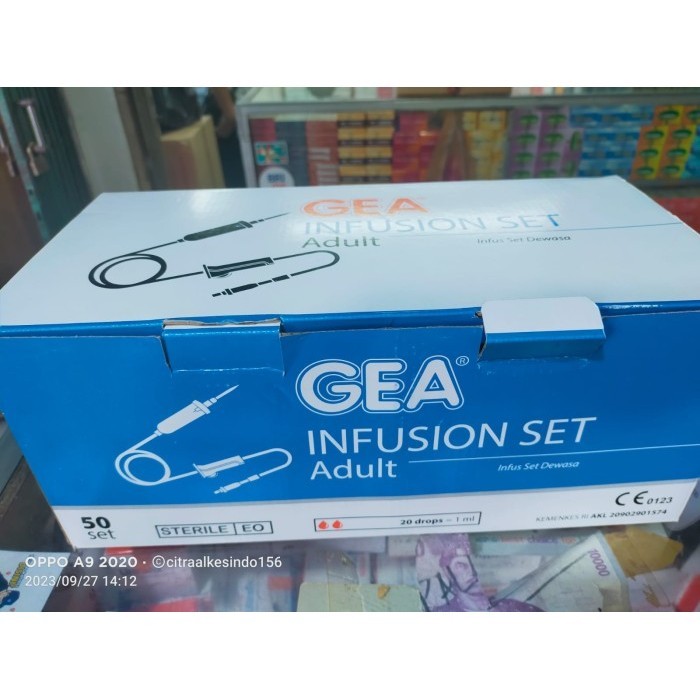 GEA
INFUSION SET
Adult
Infus Set Dewasa
GEA®
INFUSION SET
Adult
Infus Set Dewasa
50
set
STERILE EO
20 drops = 1 ml
CE 0123
KEMENKES RI AKL 20902901574
OPPO A9 2020 · ©citraalkesindo156
2023/09/27 14:12